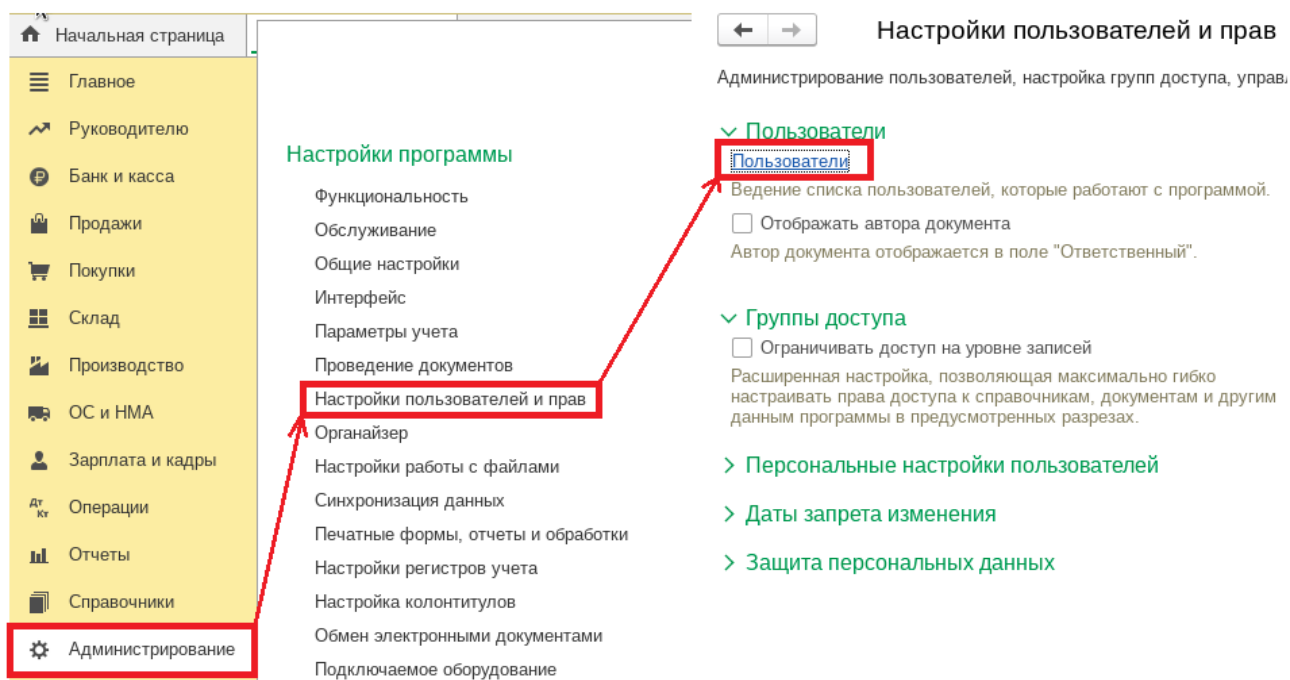 Начальная страница
Главное
Руководителю
Банк и касса
Продажи
Покупки
Склад
Производство
ОС и НМА
Зарплата и кадры
Дт
Кт
Операции
Отчеты
Справочники
Администрирование
Настройки программы
Функциональность
Обслуживание
Общие настройки
Интерфейс
Параметры учета
Проведение документов
Настройки пользователей и прав
Органайзер
Настройки работы с файлами
Синхронизация данных
Печатные формы, отчеты и обработки
Настройки регистров учета
Настройка колонтитулов
Обмен электронными документами
Подключаемое оборудование
Настройки пользователей и прав
Администрирование пользователей, настройка групп доступа, управ
Пользователи
Пользователи
Ведение списка пользователей, которые работают с программой.
Отображать автора документа
Автор документа отображается в поле "Ответственный".
Группы доступа
Ограничивать доступ на уровне записей
Расширенная настройка, позволяющая максимально гибко
настраивать права доступа к справочникам, документам и другим
данным программы в предусмотренных разрезах.
Персональные настройки пользователей
Даты запрета изменения
Защита персональных данных